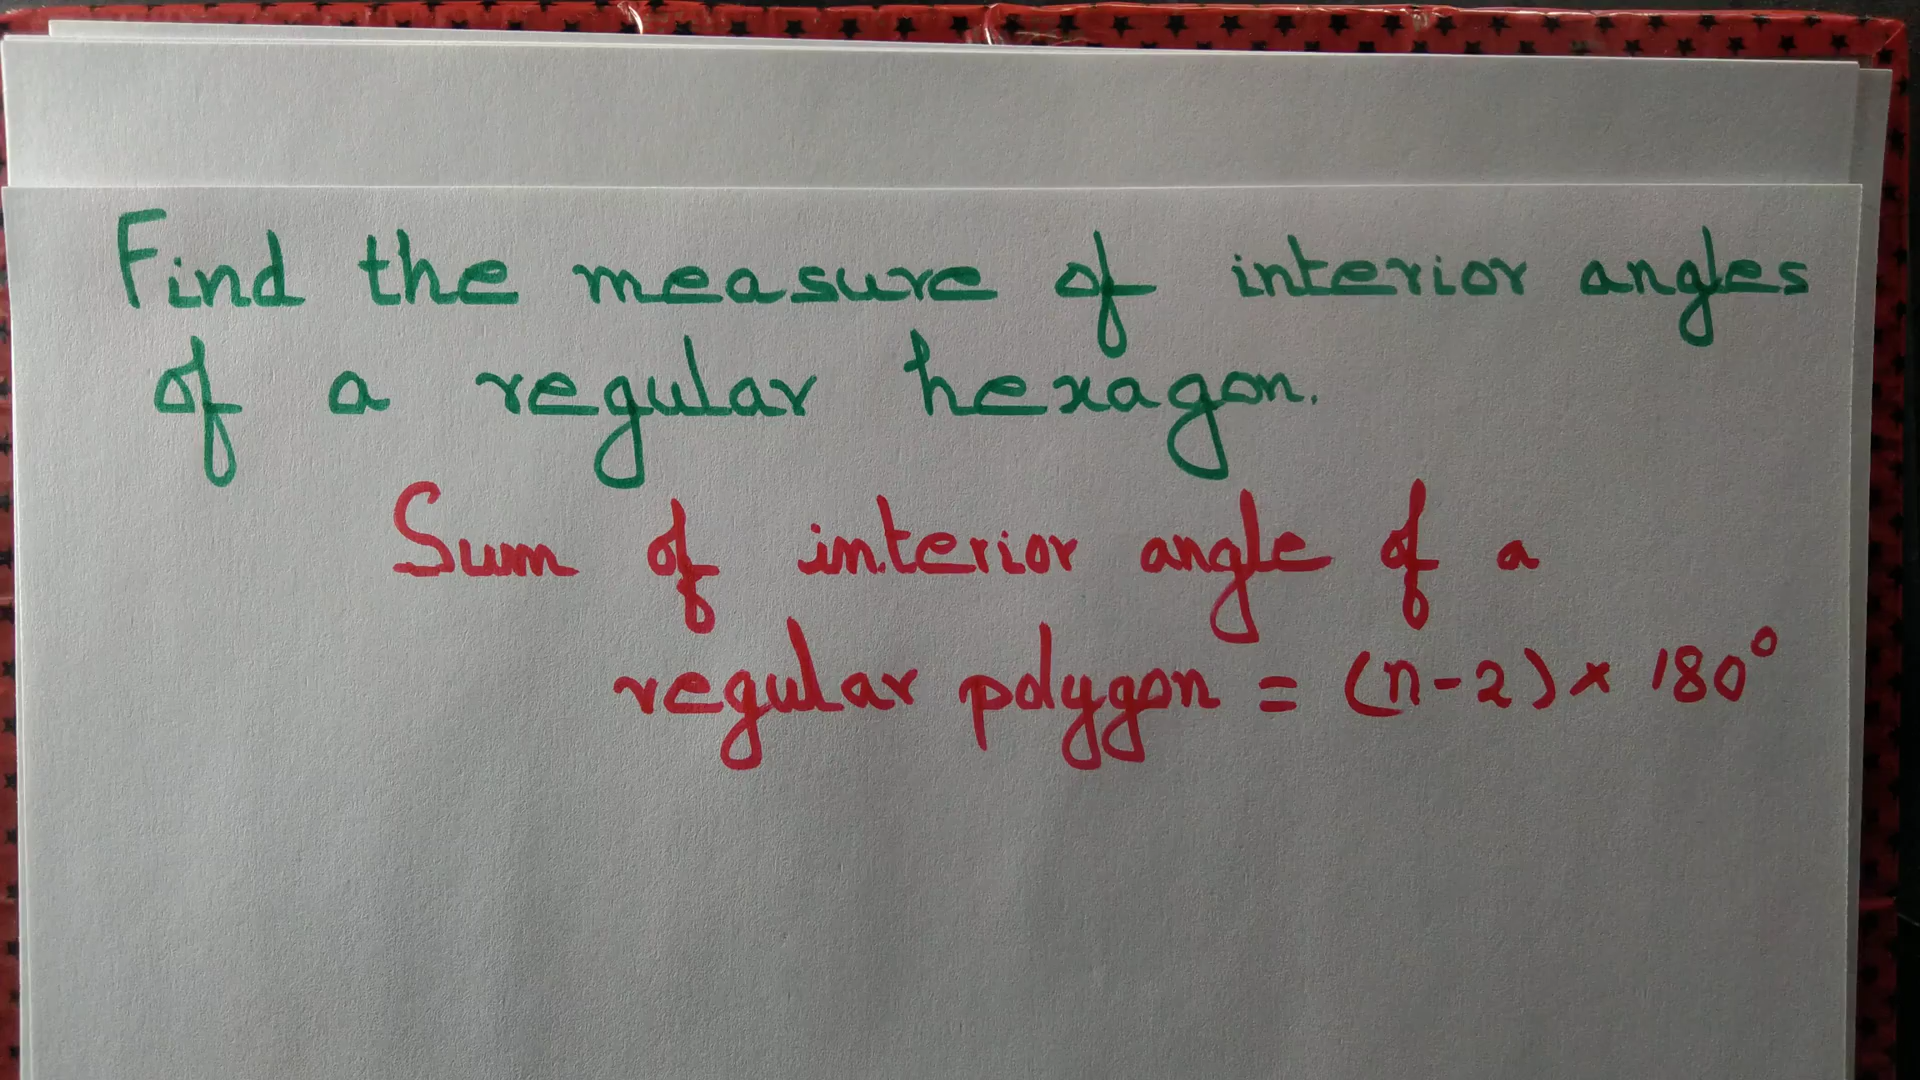 Find the measure of interior angles
of a regular hexagon.
Sum of interior angle of a
regular polygon = (n-2) × 180°